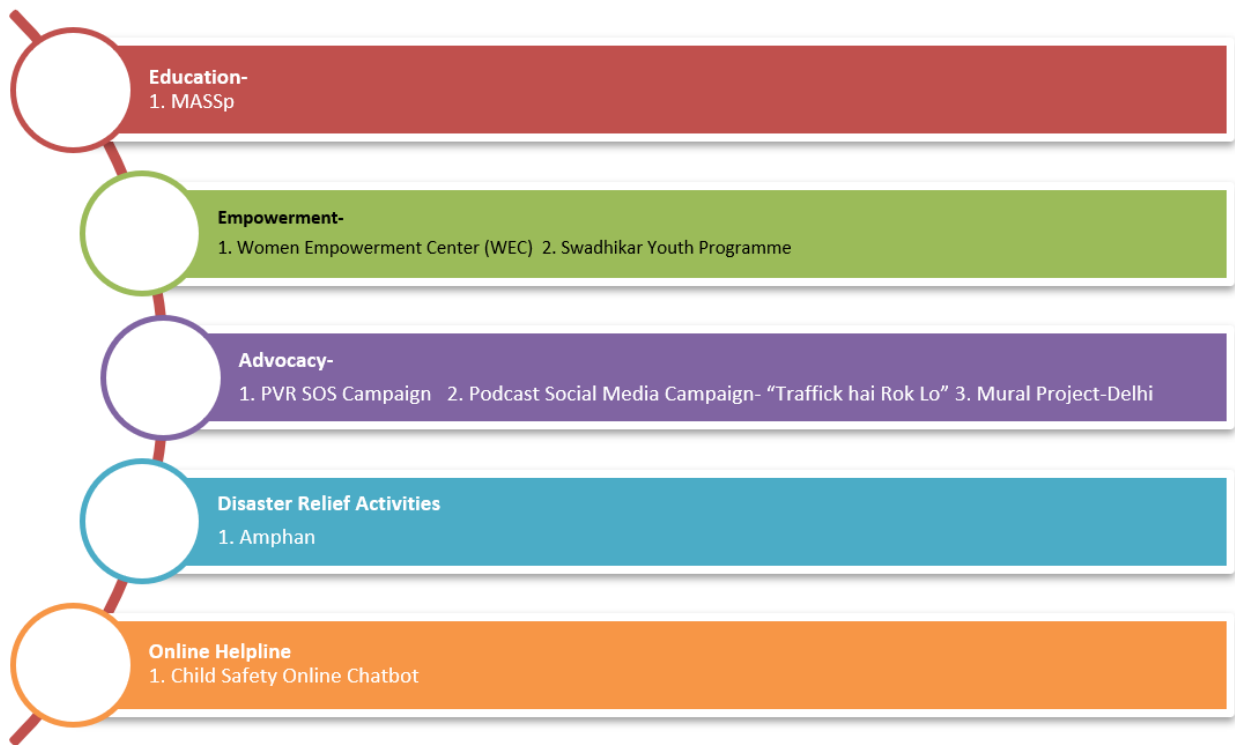 Education-
1. MASSp
Empowerment-
1. Women Empowerment Center (WEC)  2. Swadhikar Youth Programme
Advocacy-
1. PVR SOS Campaign   2. Podcast Social Media Campaign- “Traffick hai Rok Lo” 3. Mural Project-Delhi
Disaster Relief Activities
1. Amphan
Online Helpline
1. Child Safety Online Chatbot